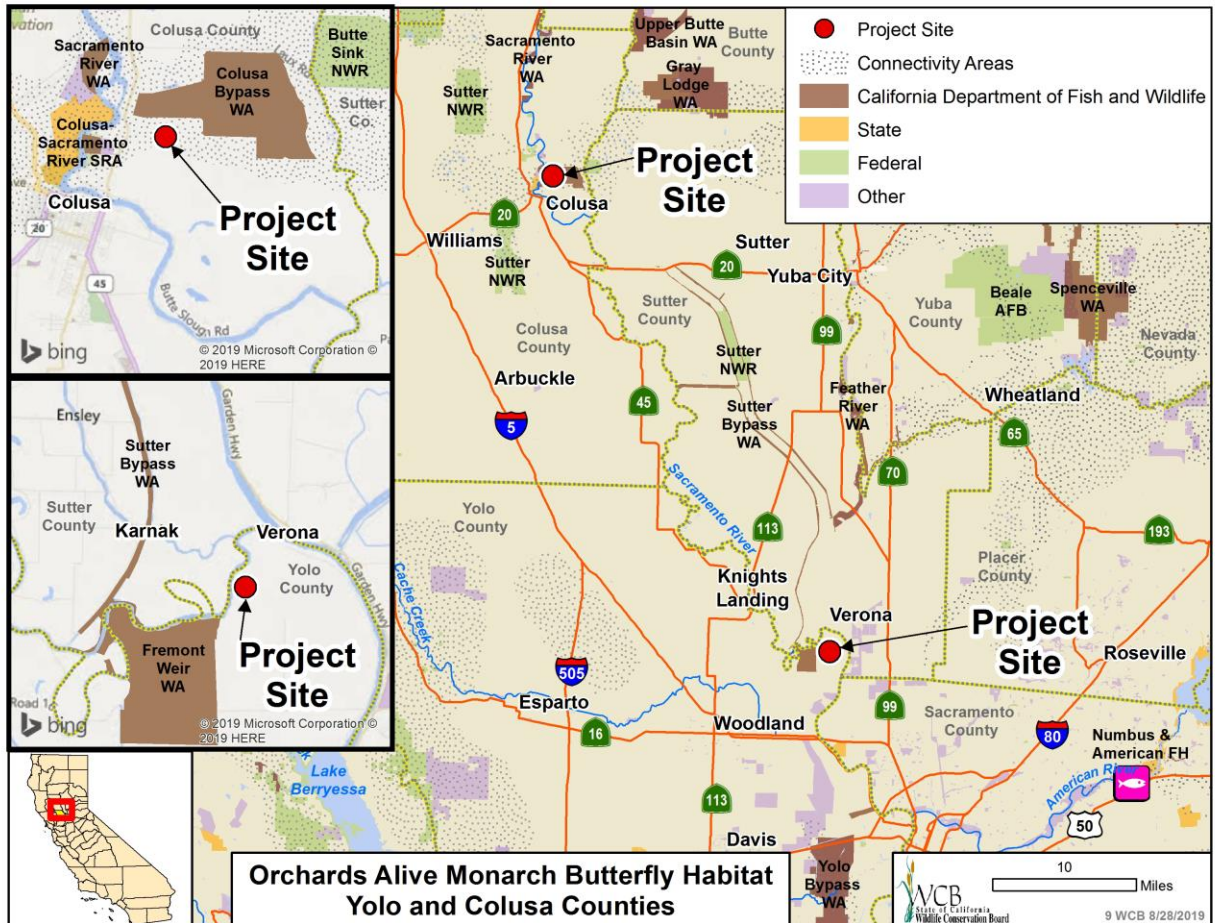 Colusa County
Sacramento
River
WA
Colusa
Bypass
WA
Butte
Sink
NWR
Sutter
Co.
Colusa-
Sacramento
River SRA
Colusa
20
45
Project
Site
Butte Slough Rd
bing
© 2019 Microsoft Corporation ©
2019 HERE
Ensley
Sutter
Bypass
WA
Garden Hwy
Sutter
County
Karnak
Verona
Yolo
County
Garden Hwy
Fremont
Weir
WA
Project
Site
bing
© 2019 Microsoft Corporation ©
2019 HERE
Sacramento
River
WA
Upper Butte
Basin WA
Butte
County
Gray
Lodge
WA
Sutter
NWR
Project
Site
Colusa
20
Williams
Sutter
NWR
Sutter
20
Yuba City
Sutter
County
Colusa
County
99
Yuba
County
Beale
AFB
Spenceville
WA
Nevada
County
Sutter
NWR
Arbuckle
45
5
Sutter
Bypass
WA
Feather
River
WA
Wheatland
65
70
Sacramento River
Yolo
County
113
193
Placer
County
Cache Creek
Knights
Landing
Verona
Project
Site
Roseville
505
Esparto
16
Woodland
99
Sacramento
County
80
Numbus &
American FH
American River
50
Lake
Berryessa
113
Davis
Yolo
Bypass
WA
Project Site
Connectivity Areas
California Department of Fish and Wildlife
State
Federal
Other
Orchards Alive Monarch Butterfly Habitat
Yolo and Colusa Counties
WCB
State of California
Wildlife Conservation Board
10
Miles
9 WCB 8/28/2019